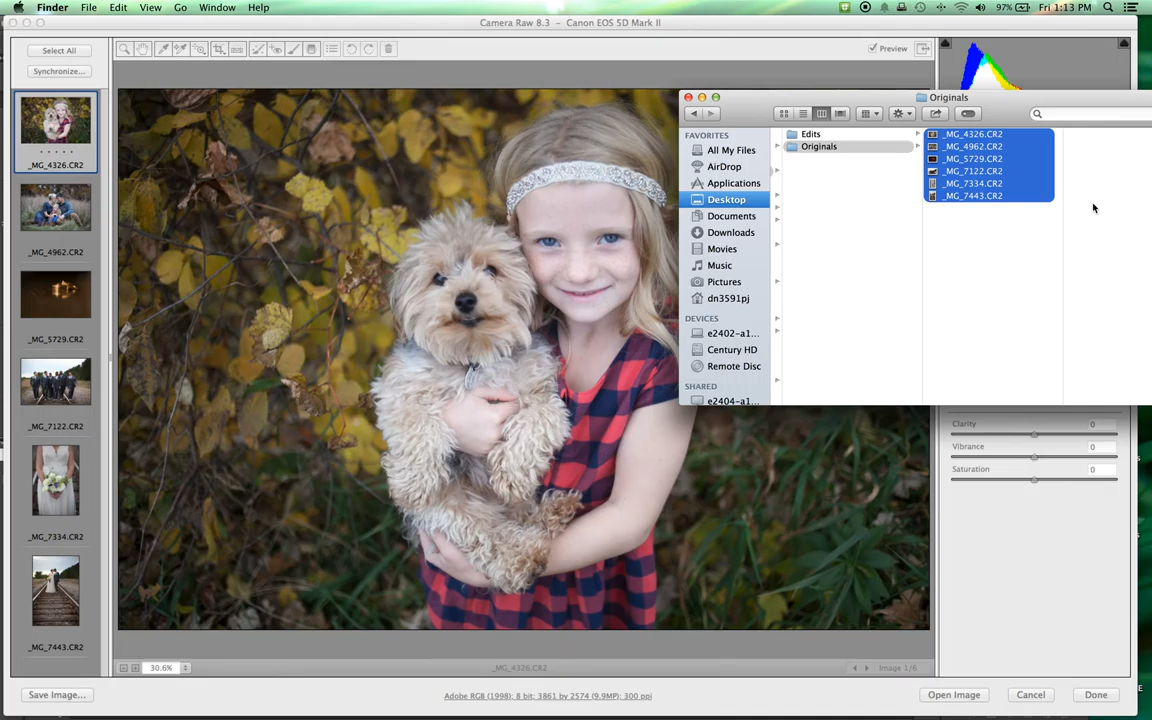 Finder File Edit View Go Window Help
97% Fri 1:13 PM
Camera Raw 8.3 – Canon EOS 5D Mark II
Select All
Synchronize...
Preview
_MG_4326.CR2
_MG_4962.CR2
_MG_5729.CR2
_MG_7122.CR2
_MG_7334.CR2
_MG_7443.CR2
Originals
FAVORITES
All My Files
AirDrop
Applications
Desktop
Documents
Downloads
Movies
Music
Pictures
dn3591pj
DEVICES
e2402-a1...
Century HD
Remote Disc
SHARED
e2404-a1...
Edits
Originals
_MG_4326.CR2
_MG_4962.CR2
_MG_5729.CR2
_MG_7122.CR2
_MG_7334.CR2
_MG_7443.CR2
Clarity 0
Vibrance 0
Saturation 0
30.6%
_MG_4326.CR2
Image 1/6
Save Image...
Adobe RGB (1998); 8 bit; 3861 by 2574 (9.9MP); 300 ppi
Open Image
Cancel
Done